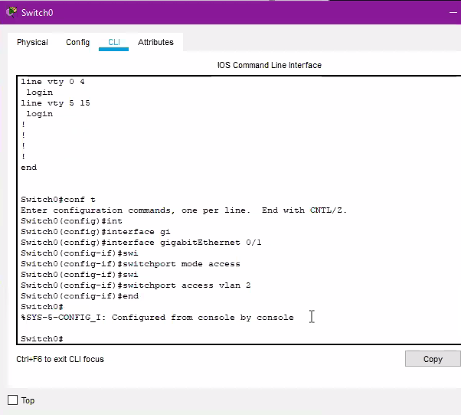 Switch0
Physical Config CLI Attributes
IOS Command Line Interface
line vty 0 4
login
line vty 5 15
login
!
!
!
!
end
Switch0#conf t
Enter configuration commands, one per line. End with CNTL/Z.
Switch0(config)#int
Switch0(config)#interface gi
Switch0(config)#interface gigabitEthernet 0/1
Switch0(config-if)#swi
Switch0(config-if)#switchport mode access
Switch0(config-if)#swi
Switch0(config-if)#switchport access vlan 2
Switch0(config-if)#end
Switch0#
%SYS-5-CONFIG_I: Configured from console by console
Switch0#
Ctrl+F6 to exit CLI focus
Copy
Top